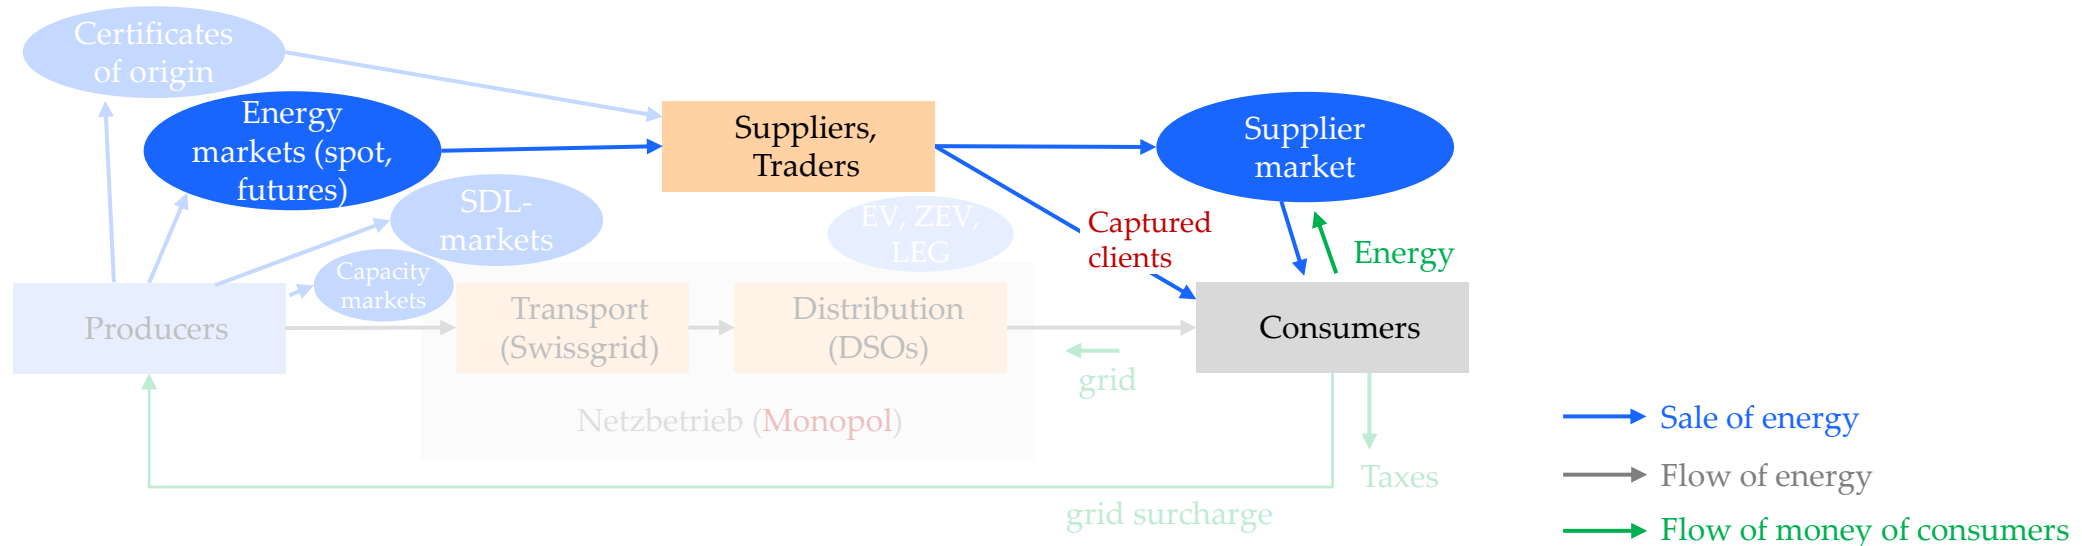 Certificates
of origin
Energy
markets (spot,
futures)
Suppliers,
Traders
Supplier
market
SDL-
markets
EV, ZEV,
LEG
Captured
clients
Energy
Capacity
markets
Producers
Transport
(Swissgrid)
Distribution
(DSOs)
Consumers
grid
Netzbetrieb (Monopol)
Taxes
grid surcharge
Sale of energy
Flow of energy
Flow of money of consumers